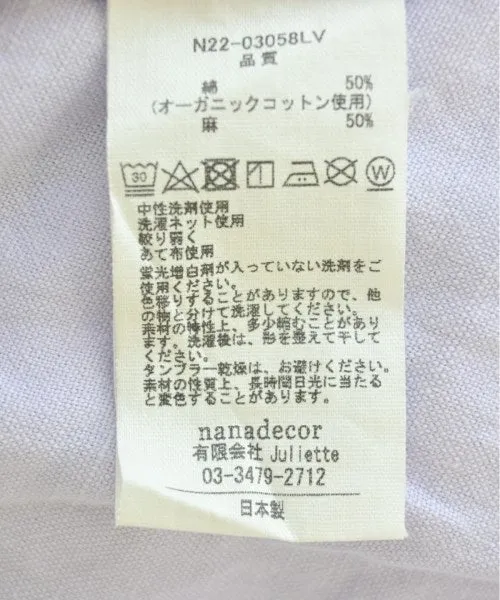 N22-03058LV
品質
綿 50%
(オーガニックコットン使用)
麻 50%
30
W
中性洗剤使用
洗濯ネット使用
絞り弱く
あて布使用
蛍光増白剤が入っていない洗剤をご
使用ください。
色移りすることがありますので、他
の物と分けて洗濯してください。
素材の特性上、多少縮むことがあり
ます。洗濯後は、形を整えて干して
ください。
タンブラー乾燥は、お避けください。
素材の性質上、長時間日光に当たる
と変色することがあります。
nanadecor
有限会社 Juliette
03-3479-2712
日本製